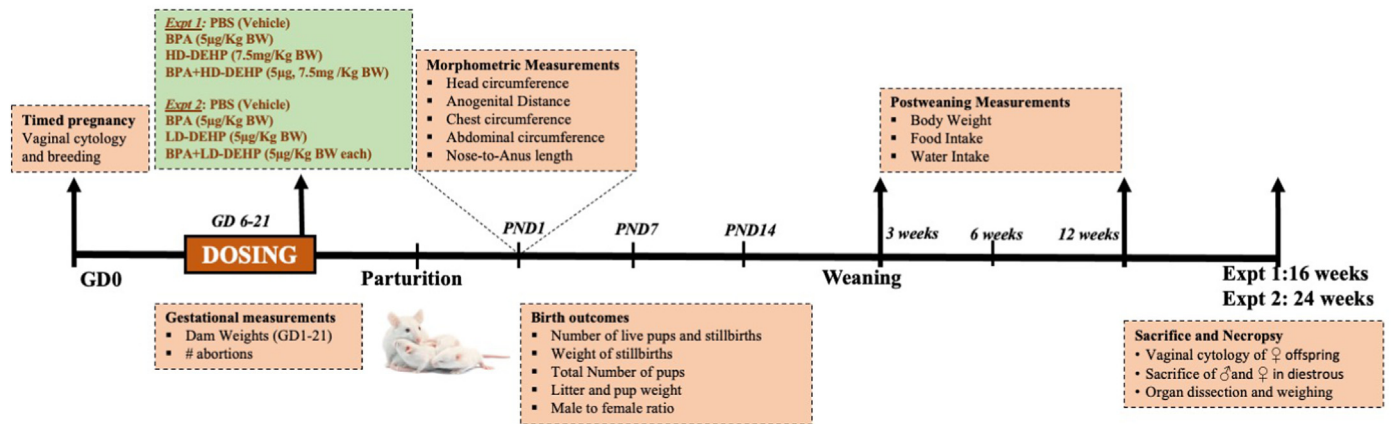 Timed pregnancy
Vaginal cytology
and breeding
Expt 1: PBS (Vehicle)
BPA (5µg/Kg BW)
HD-DEHP (7.5mg/Kg BW)
BPA+HD-DEHP (5µg, 7.5mg /Kg BW)
Expt 2: PBS (Vehicle)
BPA (5µg/Kg BW)
LD-DEHP (5µg/Kg BW)
BPA+LD-DEHP (5µg/Kg BW each)
Morphometric Measurements
▪ Head circumference
▪ Anogenital Distance
▪ Chest circumference
▪ Abdominal circumference
▪ Nose-to-Anus length
Postweaning Measurements
▪ Body Weight
▪ Food Intake
▪ Water Intake
GD 6-21
DOSING
PND1
PND7
PND14
3 weeks
6 weeks
12 weeks
GD0
Parturition
Weaning
Expt 1:16 weeks
Expt 2: 24 weeks
Gestational measurements
▪ Dam Weights (GD1-21)
▪ # abortions
Birth outcomes
▪ Number of live pups and stillbirths
▪ Weight of stillbirths
▪ Total Number of pups
▪ Litter and pup weight
▪ Male to female ratio
Sacrifice and Necropsy
• Vaginal cytology of ♀ offspring
• Sacrifice of ♂and ♀ in diestrous
• Organ dissection and weighing